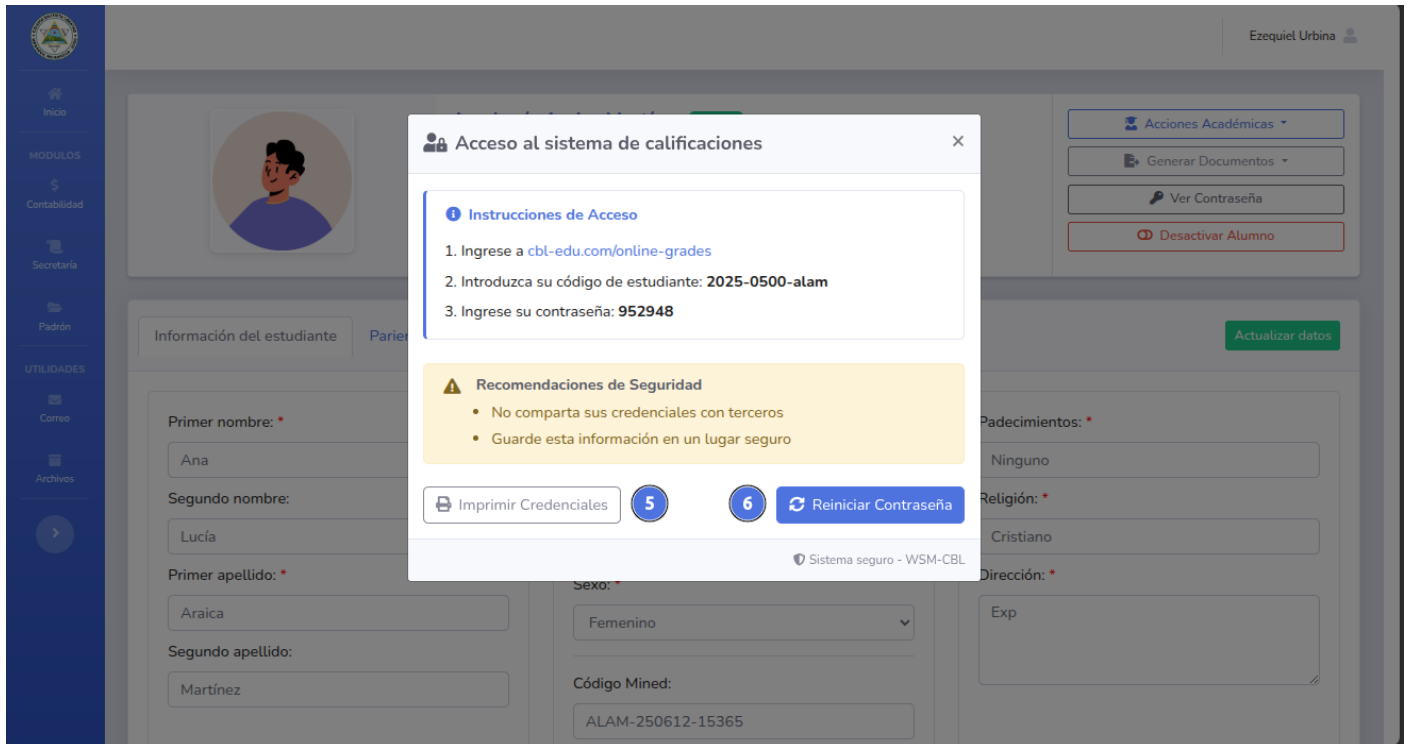 Ezequiel Urbina
Inicio
MODULOS
Contabilidad
Secretaría
Padrón
UTILIDADES
Correo
Archivos
Acciones Académicas
Generar Documentos
Ver Contraseña
Desactivar Alumno
Acceso al sistema de calificaciones
Instrucciones de Acceso
1. Ingrese a cbl-edu.com/online-grades
2. Introduzca su código de estudiante: 2025-0500-alam
3. Ingrese su contraseña: 952948
Recomendaciones de Seguridad
• No comparta sus credenciales con terceros
• Guarde esta información en un lugar seguro
Imprimir Credenciales 5 6 Reiniciar Contraseña
Sistema seguro - WSM-CBL
Información del estudiante
Actualizar datos
Primer nombre: *
Ana
Segundo nombre:
Lucía
Primer apellido: *
Araica
Segundo apellido:
Martínez
Sexo: *
Femenino
Código Mined:
ALAM-250612-15365
Padecimientos: *
Ninguno
Religión: *
Cristiano
Dirección: *
Exp